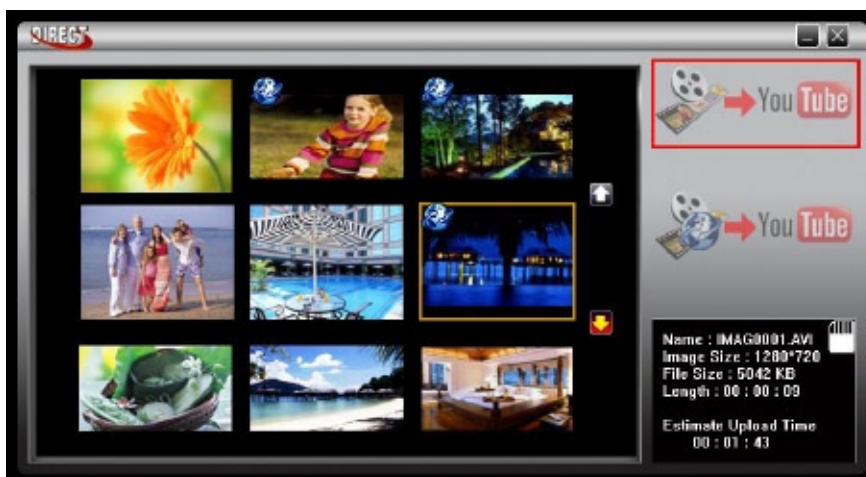 DIRECT
You Tube
You Tube
Name : IMAG0001.AVI
Image Size : 1280*720
File Size : 5042 KB
Length : 00 : 00 : 09
Estimate Upload Time
00 : 01 : 43